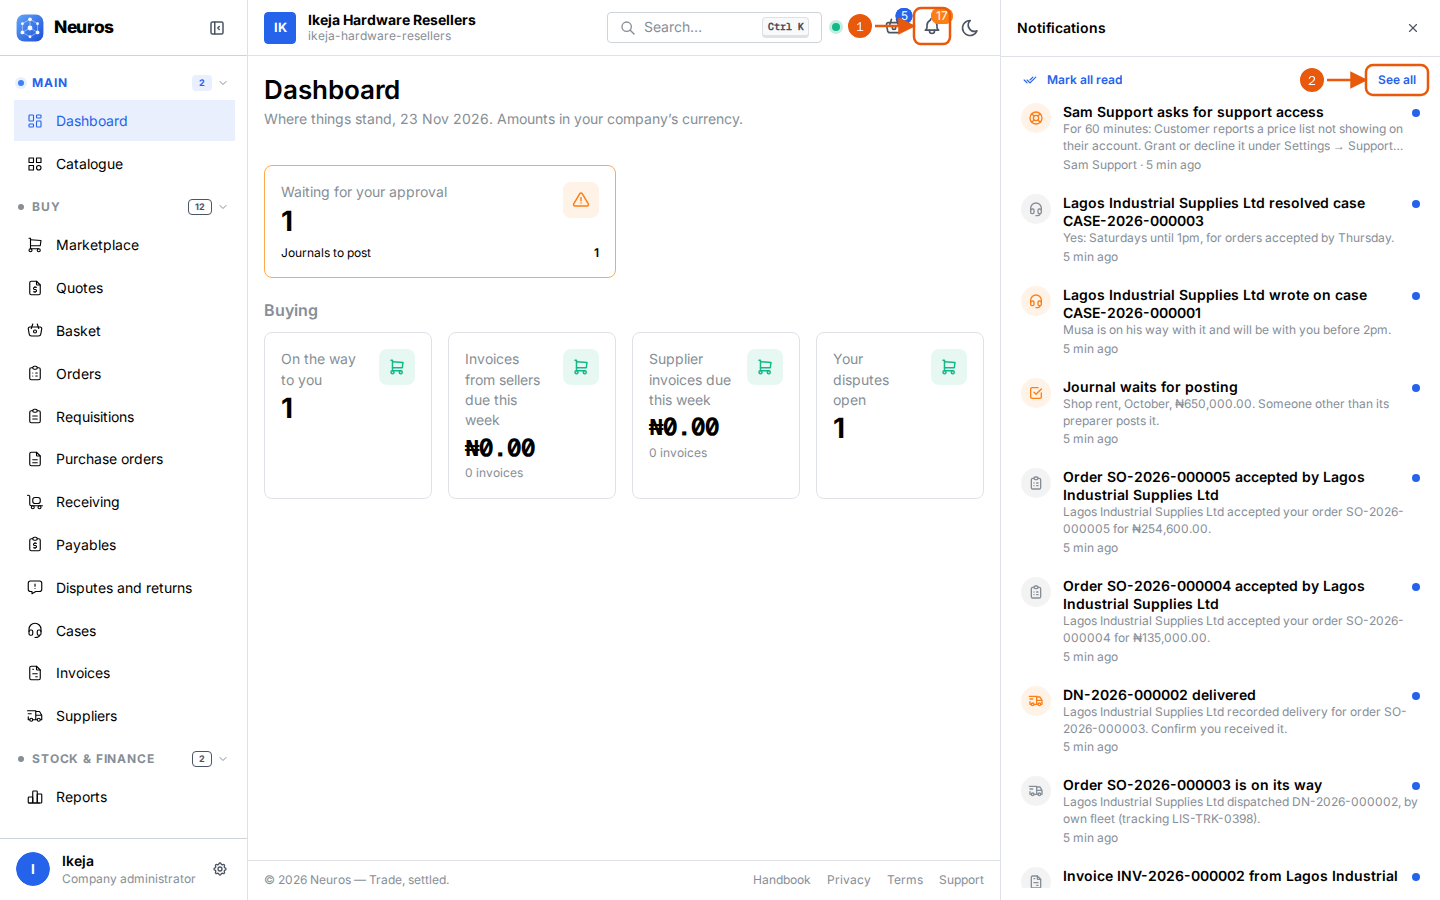 Neuros
MAIN
2
Dashboard
Catalogue
BUY
12
Marketplace
Quotes
Basket
Orders
Requisitions
Purchase orders
Receiving
Payables
Disputes and returns
Cases
Invoices
Suppliers
STOCK & FINANCE
2
Reports
I
Ikeja
Company administrator
IK
Ikeja Hardware Resellers
ikeja-hardware-resellers
Search...
Ctrl K
1
5
17
Dashboard
Where things stand, 23 Nov 2026. Amounts in your company's currency.
Waiting for your approval
1
Journals to post
1
Buying
On the way
to you
1
Invoices
from sellers
due this
week
₦0.00
0 invoices
Supplier
invoices due
this week
₦0.00
0 invoices
Your
disputes
open
1
© 2026 Neuros — Trade, settled.
Handbook
Privacy
Terms
Support
Notifications
Mark all read
2
See all
Sam Support asks for support access
For 60 minutes: Customer reports a price list not showing on
their account. Grant or decline it under Settings → Support...
Sam Support · 5 min ago
Lagos Industrial Supplies Ltd resolved case
CASE-2026-000003
Yes: Saturdays until 1pm, for orders accepted by Thursday.
5 min ago
Lagos Industrial Supplies Ltd wrote on case
CASE-2026-000001
Musa is on his way with it and will be with you before 2pm.
5 min ago
Journal waits for posting
Shop rent, October, ₦650,000.00. Someone other than its
preparer posts it.
5 min ago
Order SO-2026-000005 accepted by Lagos
Industrial Supplies Ltd
Lagos Industrial Supplies Ltd accepted your order SO-2026-
000005 for ₦254,600.00.
5 min ago
Order SO-2026-000004 accepted by Lagos
Industrial Supplies Ltd
Lagos Industrial Supplies Ltd accepted your order SO-2026-
000004 for ₦135,000.00.
5 min ago
DN-2026-000002 delivered
Lagos Industrial Supplies Ltd recorded delivery for order SO-
2026-000003. Confirm you received it.
5 min ago
Order SO-2026-000003 is on its way
Lagos Industrial Supplies Ltd dispatched DN-2026-000002, by
own fleet (tracking LIS-TRK-0398).
5 min ago
Invoice INV-2026-000002 from Lagos Industrial